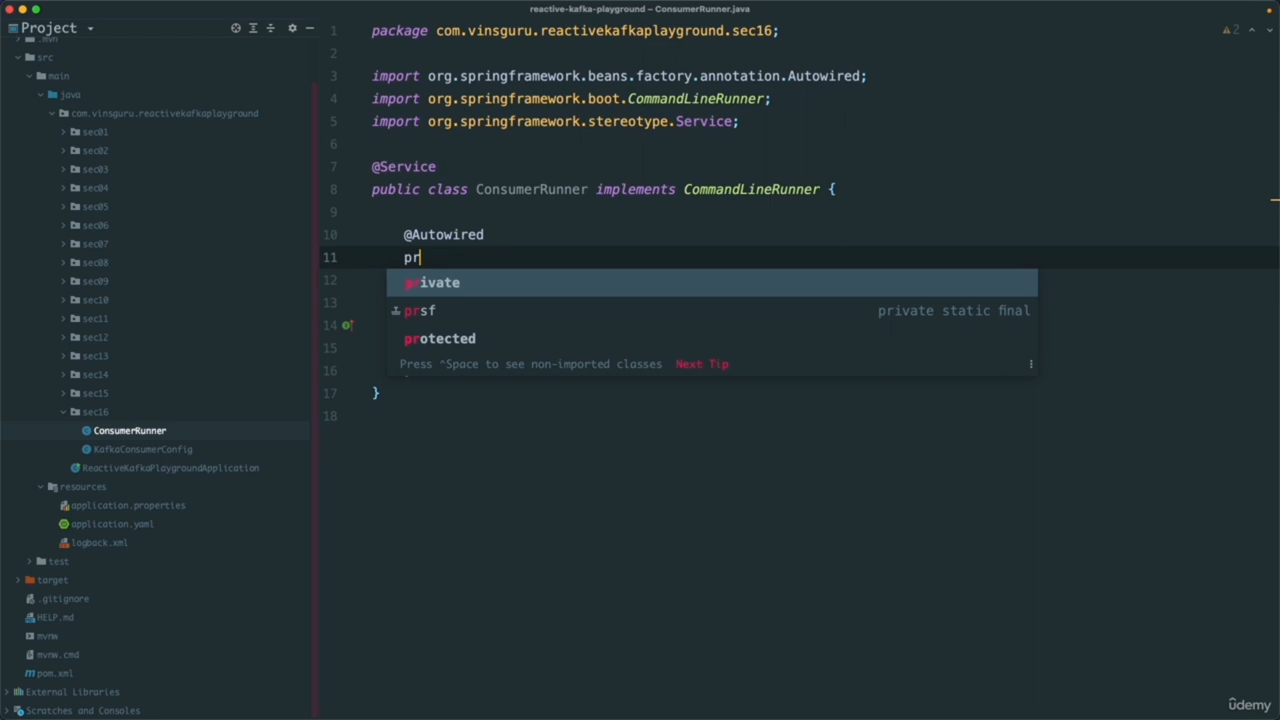 reactive-kafka-playground – ConsumerRunner.java
Project
.mvn
src
main
java
com.vinsguru.reactivekafkaplayground
sec01
sec02
sec03
sec04
sec05
sec06
sec07
sec08
sec09
sec10
sec11
sec12
sec13
sec14
sec15
sec16
ConsumerRunner
KafkaConsumerConfig
ReactiveKafkaPlaygroundApplication
resources
application.properties
application.yaml
logback.xml
test
target
.gitignore
HELP.md
mvnw
mvnw.cmd
pom.xml
External Libraries
Scratches and Consoles
2
1 package com.vinsguru.reactivekafkaplayground.sec16;
2
3 import org.springframework.beans.factory.annotation.Autowired;
4 import org.springframework.boot.CommandLineRunner;
5 import org.springframework.stereotype.Service;
6
7 @Service
8 public class ConsumerRunner implements CommandLineRunner {
9
10 @Autowired
11 pr
12 private
13 prsf private static final
14 protected
15 Press ^Space to see non-imported classes Next Tip
16
17 }
18
ûdemy